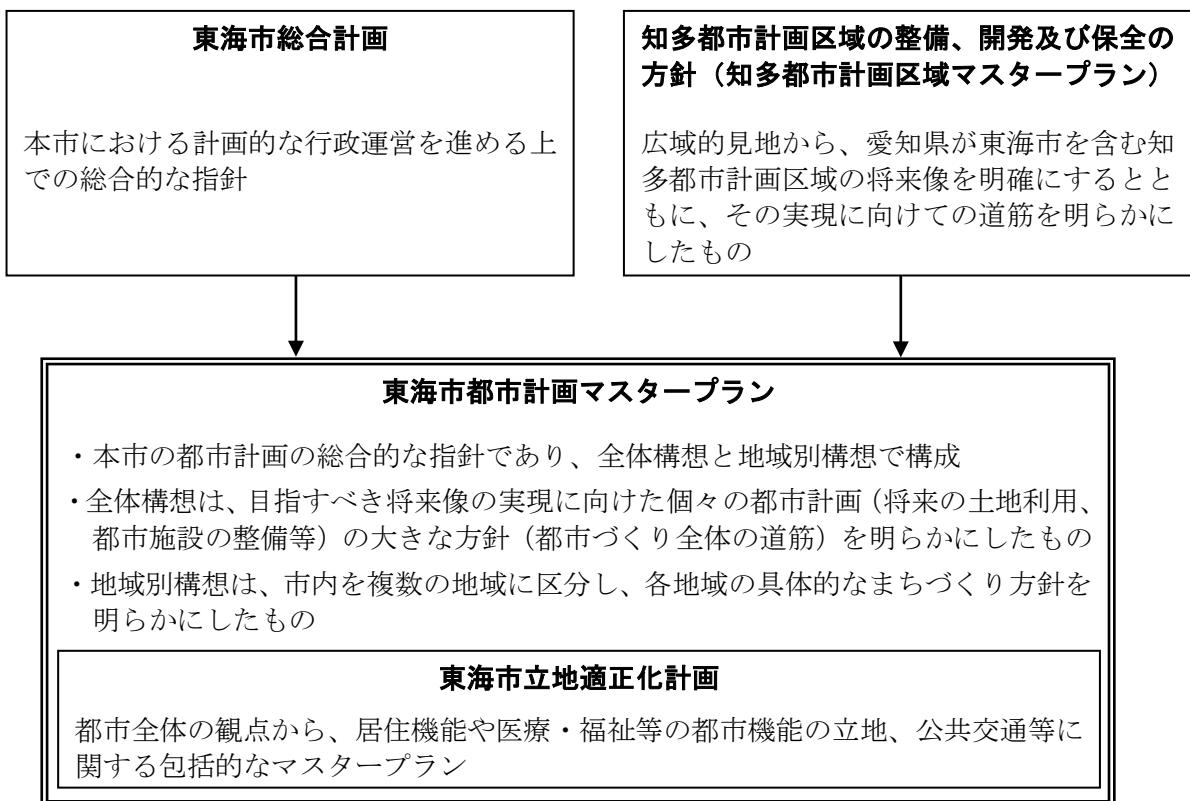 東海市総合計画
本市における計画的な行政運営を進める上
での総合的な指針
知多都市計画区域の整備、開発及び保全の
方針（知多都市計画区域マスタープラン）
広域的見地から、愛知県が東海市を含む知
多都市計画区域の将来像を明確にするとと
もに、その実現に向けての道筋を明らかに
したもの
東海市都市計画マスタープラン
・本市の都市計画の総合的な指針であり、全体構想と地域別構想で構成
・全体構想は、目指すべき将来像の実現に向けた個々の都市計画（将来の土地利用、
都市施設の整備等）の大きな方針（都市づくり全体の道筋）を明らかにしたもの
・地域別構想は、市内を複数の地域に区分し、各地域の具体的なまちづくり方針を
明らかにしたもの
東海市立地適正化計画
都市全体の観点から、居住機能や医療・福祉等の都市機能の立地、公共交通等に
関する包括的なマスタープラン